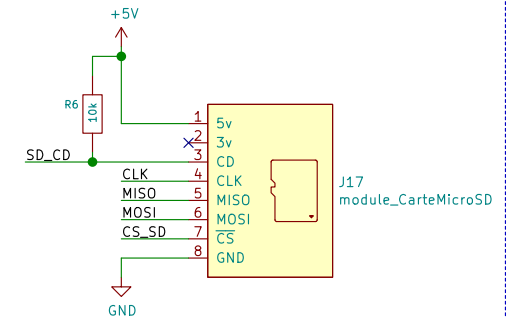 +5V
R6
10k
SD_CD
1 5v
2 3v
3 CD
CLK 4 CLK
MISO 5 MISO
MOSI 6 MOSI
CS_SD 7 CS
8 GND
J17
module_CarteMicroSD
GND